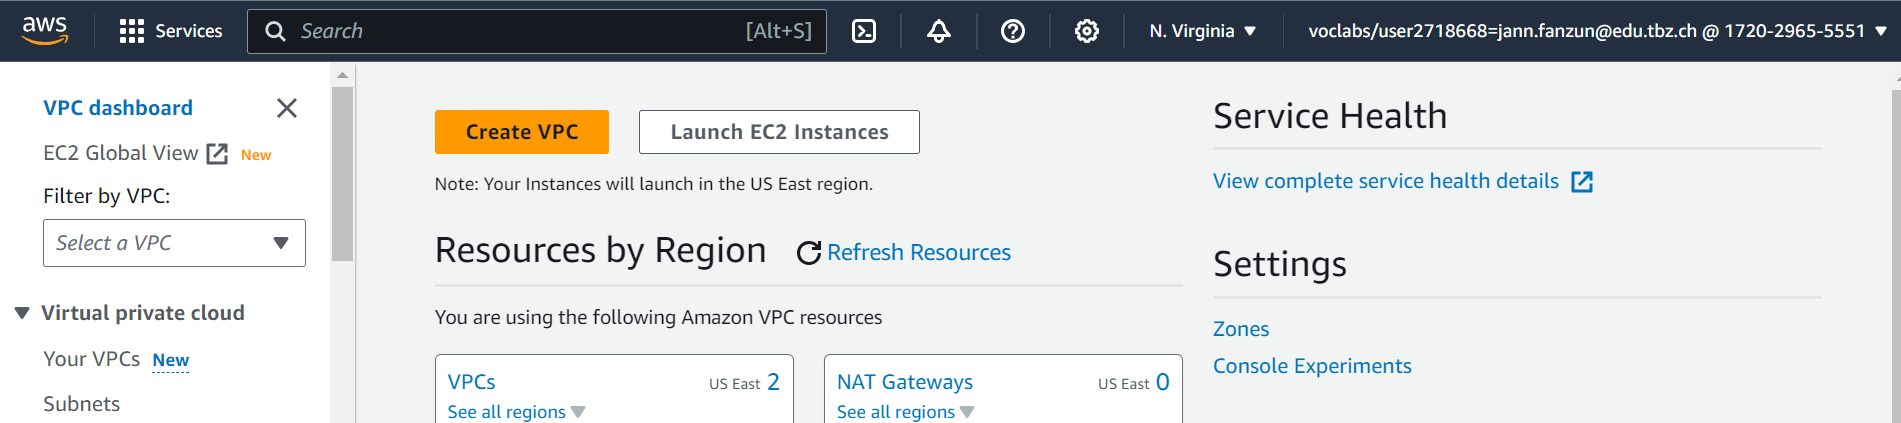 aws
Services
Search
[Alt+S]
N. Virginia
voclabs/user2718668=jann.fanzun@edu.tbz.ch @ 1720-2965-5551
VPC dashboard
EC2 Global View New
Filter by VPC:
Select a VPC
Virtual private cloud
Your VPCs New
Subnets
Create VPC
Launch EC2 Instances
Note: Your Instances will launch in the US East region.
Resources by Region
Refresh Resources
You are using the following Amazon VPC resources
VPCs US East 2
See all regions
NAT Gateways US East 0
See all regions
Service Health
View complete service health details
Settings
Zones
Console Experiments